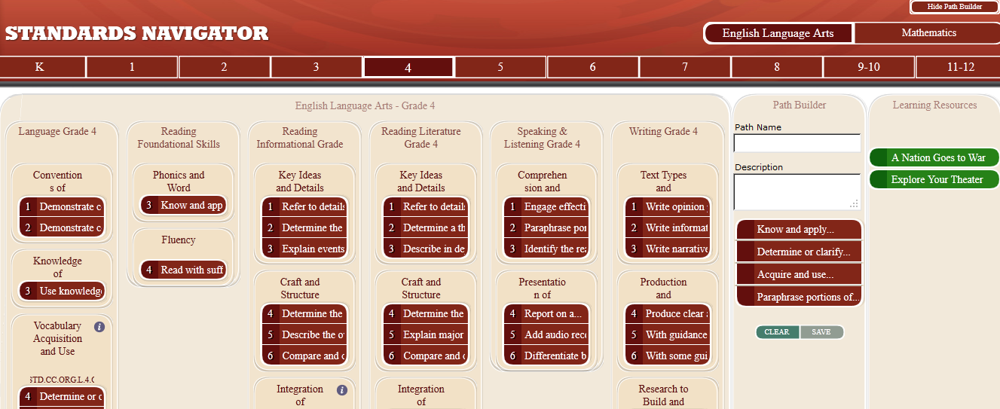 Hide Path Builder
STANDARDS NAVIGATOR
English Language Arts
Mathematics
K 1 2 3 4 5 6 7 8 9-10 11-12
English Language Arts - Grade 4
Language Grade 4
Convention
s of
1 Demonstrate c
2 Demonstrate c
Knowledge
of
3 Use knowledge
Vocabulary
Acquisition
and Use
STD.CC.ORG.L.4.C
4 Determine or c
Reading
Foundational Skills
Phonics and
Word
3 Know and app
Fluency
4 Read with suff
Reading
Informational Grade
Key Ideas
and Details
1 Refer to details
2 Determine the
3 Explain events
Craft and
Structure
4 Determine the
5 Describe the o
6 Compare and c
Integration
of
Reading Literature
Grade 4
Key Ideas
and Details
1 Refer to details
2 Determine a th
3 Describe in de
Craft and
Structure
4 Determine the
5 Explain major
6 Compare and c
Integration
of
Speaking &
Listening Grade 4
Comprehen
sion and
1 Engage effecti
2 Paraphrase por
3 Identify the rea
Presentatio
n of
4 Report on a...
5 Add audio reco
6 Differentiate b
Writing Grade 4
Text Types
and
1 Write opinion
2 Write informat
3 Write narrative
Production
and
4 Produce clear
5 With guidance
6 With some gui
Research to
Build and
Path Builder
Path Name
Description
Know and apply...
Determine or clarify...
Acquire and use...
Paraphrase portions of...
CLEAR SAVE
Learning Resources
A Nation Goes to War
Explore Your Theater